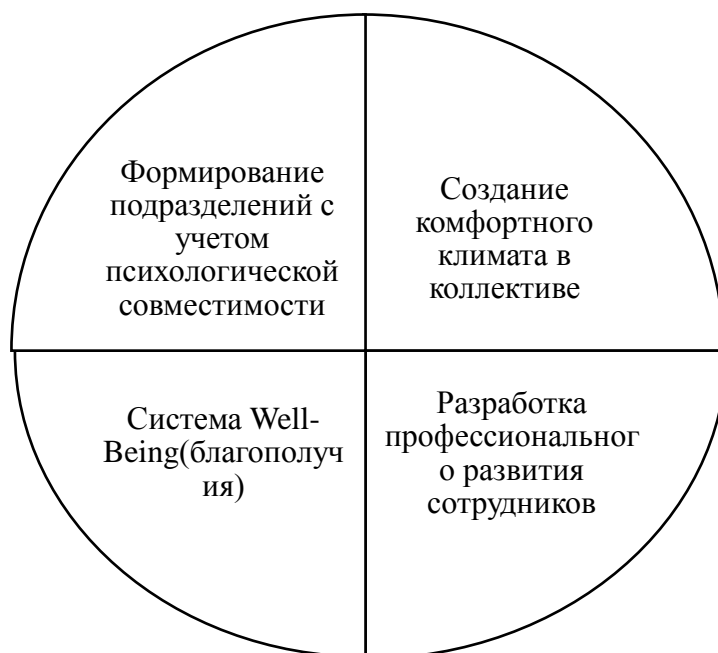 Формирование
подразделений с
учетом
психологической
совместимости
Создание
комфортного
климата в
коллективе
Система Well-
Being(благополуч
ия)
Разработка
профессиональног
о развития
сотрудников